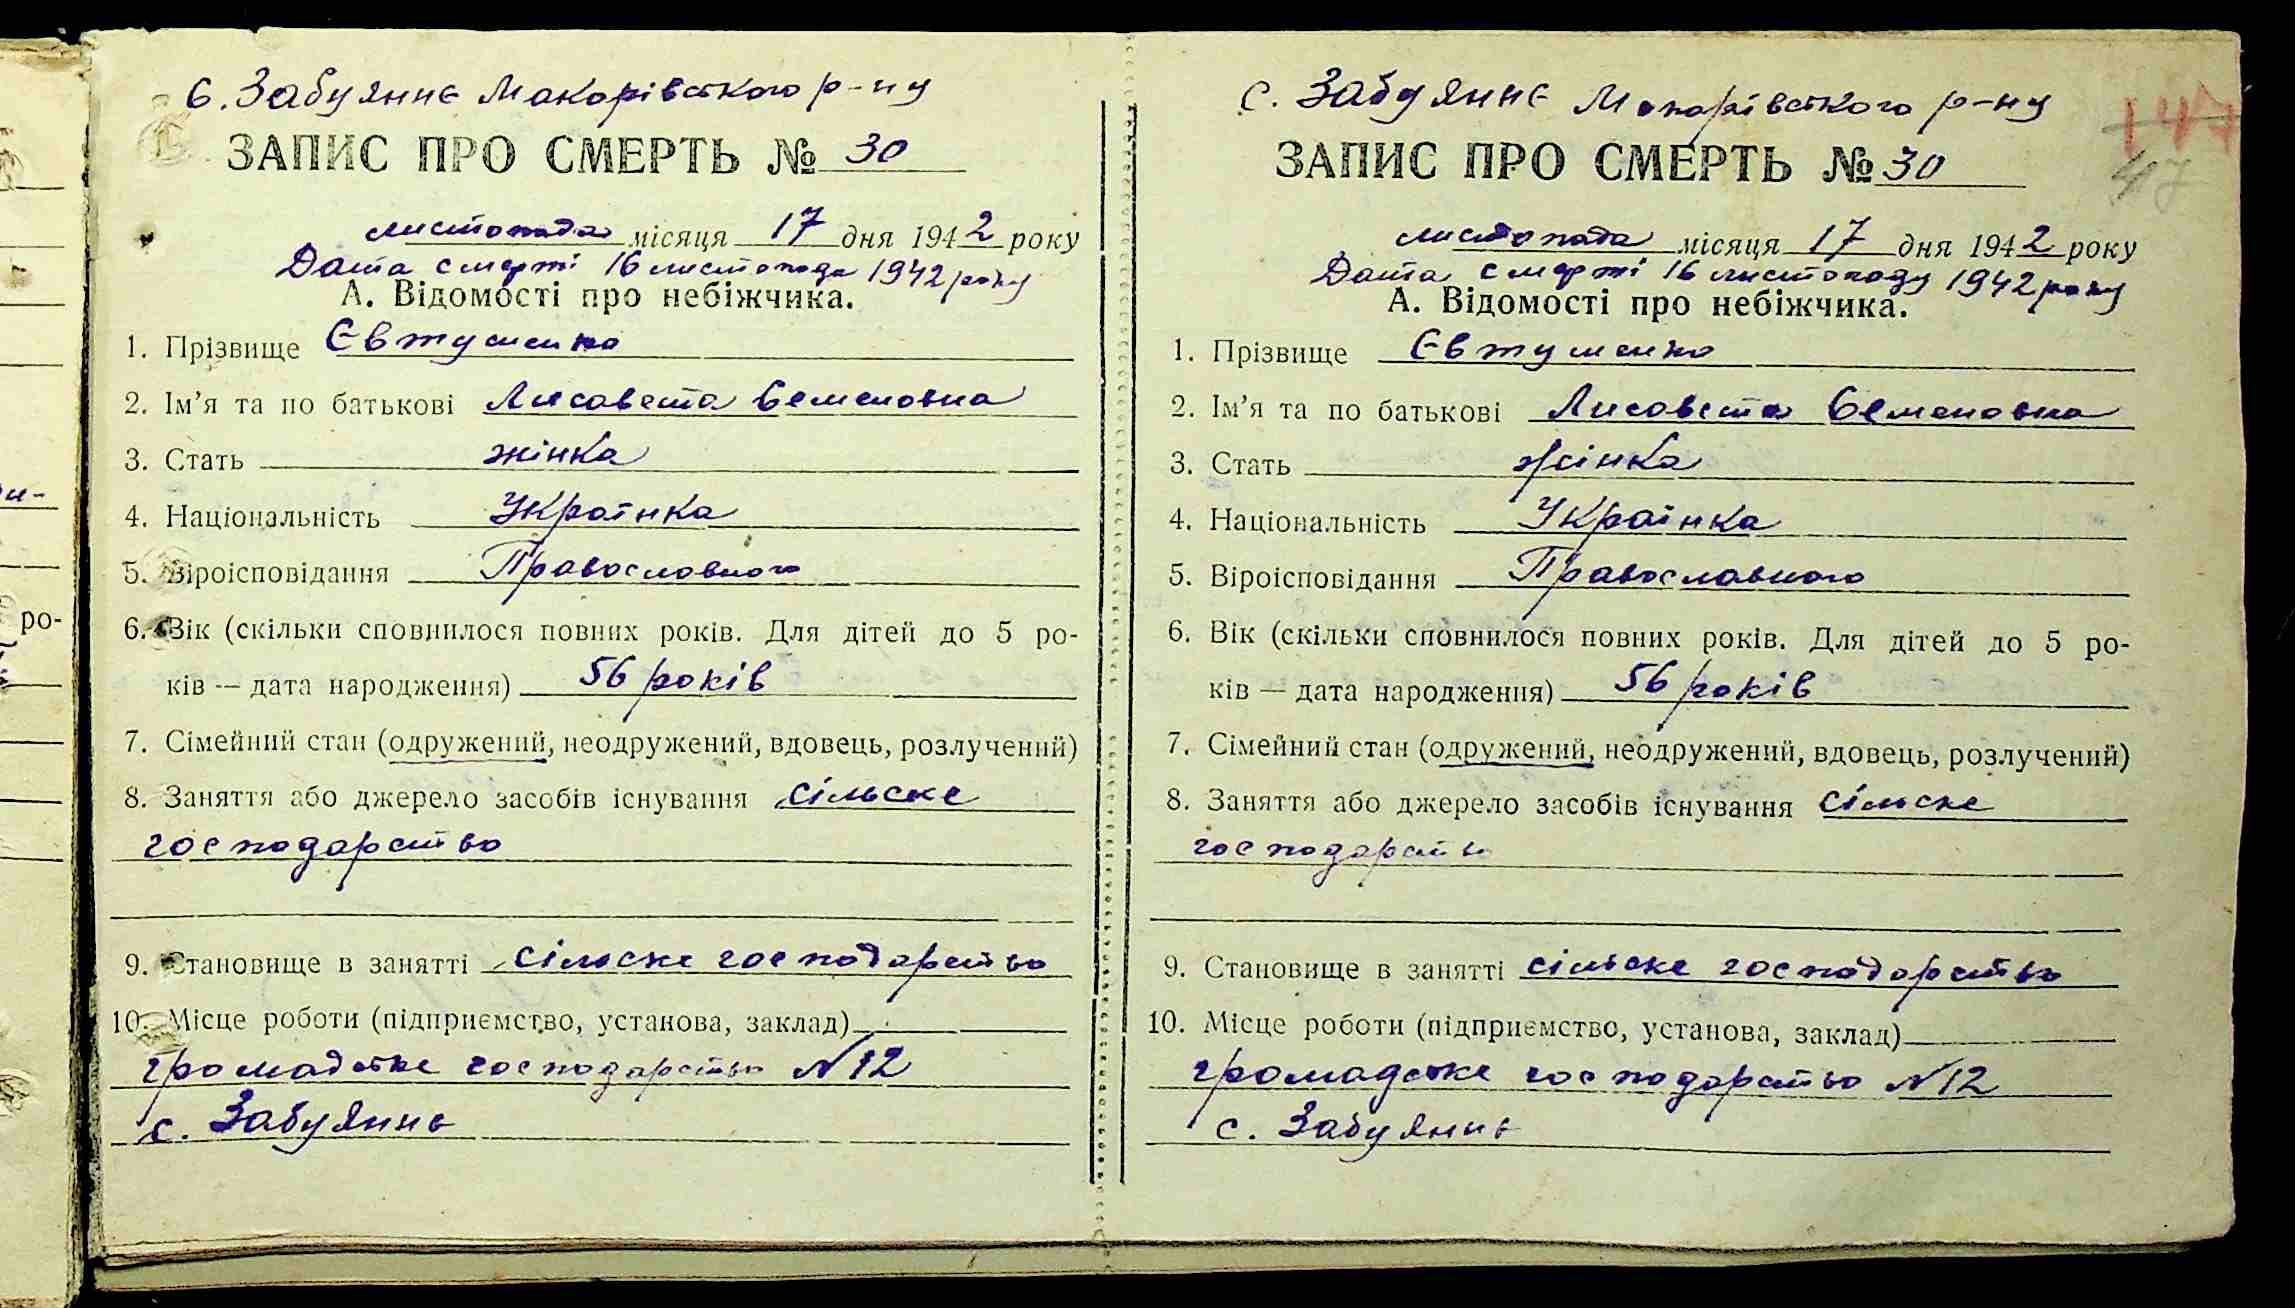 с. Забуяннє Макарівського р-ну
ЗАПИС ПРО СМЕРТЬ № 30
листопада місяця 17 дня 1942 року
Дата смерті 16 листопада 1942 року
А. Відомості про небіжчика.
1. Прізвище Євтушенко
2. Ім'я та по батькові Лисавета Семеновна
3. Стать жінка
4. Національність Українка
5. Віроісповідання Православного
6. Вік (скільки сповнилося повних років. Для дітей до 5 ро-
ків — дата народження) 56 років
7. Сімейний стан (одружений, неодружений, вдовець, розлучений)
8. Заняття або джерело засобів існування сільске
господарство
9. Становище в занятті сільске господарство
10. Місце роботи (підприємство, установа, заклад)
громадське господарство N 12
с. Забуяннь
с. Забуяннє Макарівського р-ну
ЗАПИС ПРО СМЕРТЬ № 30
147
47
листопада місяця 17 дня 1942 року
Дата смерті 16 листопаду 1942 року
А. Відомості про небіжчика.
1. Прізвище Євтушенко
2. Ім'я та по батькові Лисавета Семеновна
3. Стать жінка
4. Національність Українка
5. Віроісповідання Православного
6. Вік (скільки сповнилося повних років. Для дітей до 5 ро-
ків — дата народження) 56 років
7. Сімейний стан (одружений, неодружений, вдовець, розлучений)
8. Заняття або джерело засобів існування сільске
господарство
9. Становище в занятті сільске господарство
10. Місце роботи (підприємство, установа, заклад)
громадське господарство N 12
с. Забуяннь